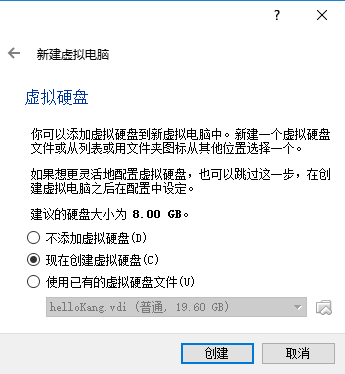 ?
新建虚拟电脑
虚拟硬盘
你可以添加虚拟硬盘到新虚拟电脑中。新建一个虚拟硬盘
文件或从列表或用文件夹图标从其他位置选择一个。
如果想更灵活地配置虚拟硬盘，也可以跳过这一步，在创
建虚拟电脑之后在配置中设定。
建议的硬盘大小为 8.00 GB。
不添加虚拟硬盘(D)
现在创建虚拟硬盘(C)
使用已有的虚拟硬盘文件(U)
helloKang.vdi (普通, 19.60 GB)
创建
取消